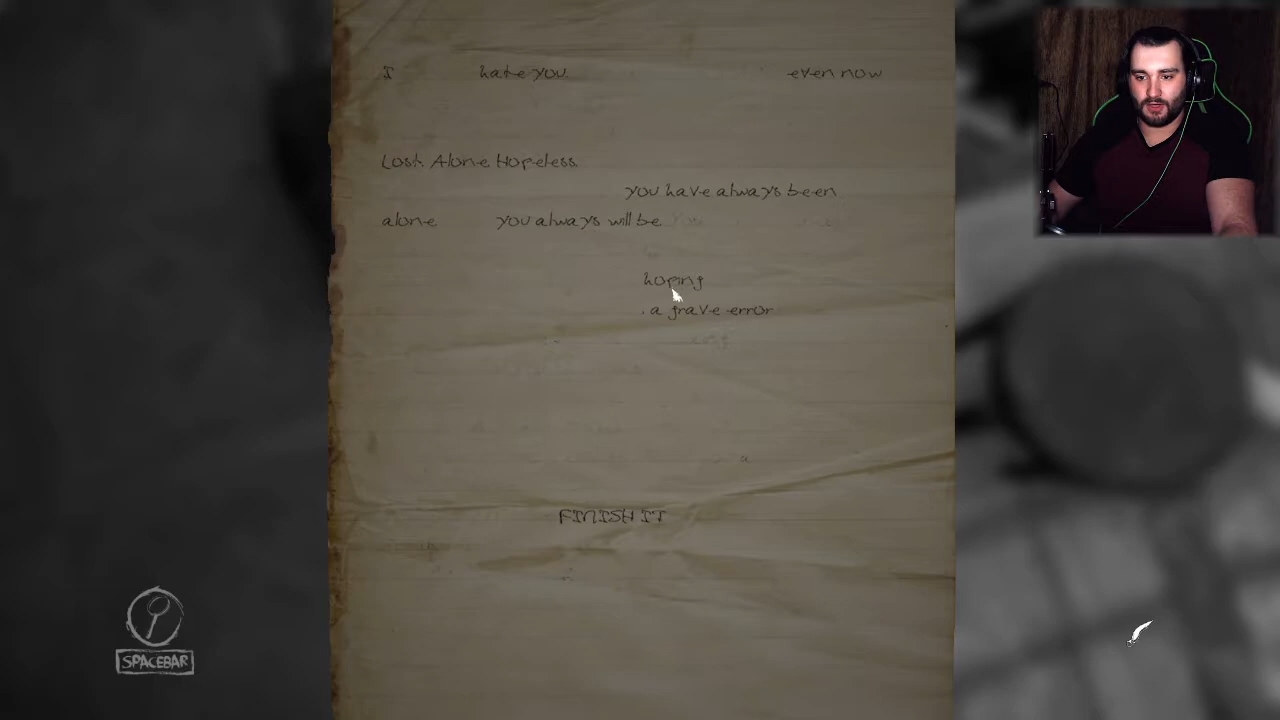 I hate you even now
Lost. Alone. Hopeless.
you have always been
alone you always will be.
hoping
. a grave error
a
FINISH IT
SPACEBAR